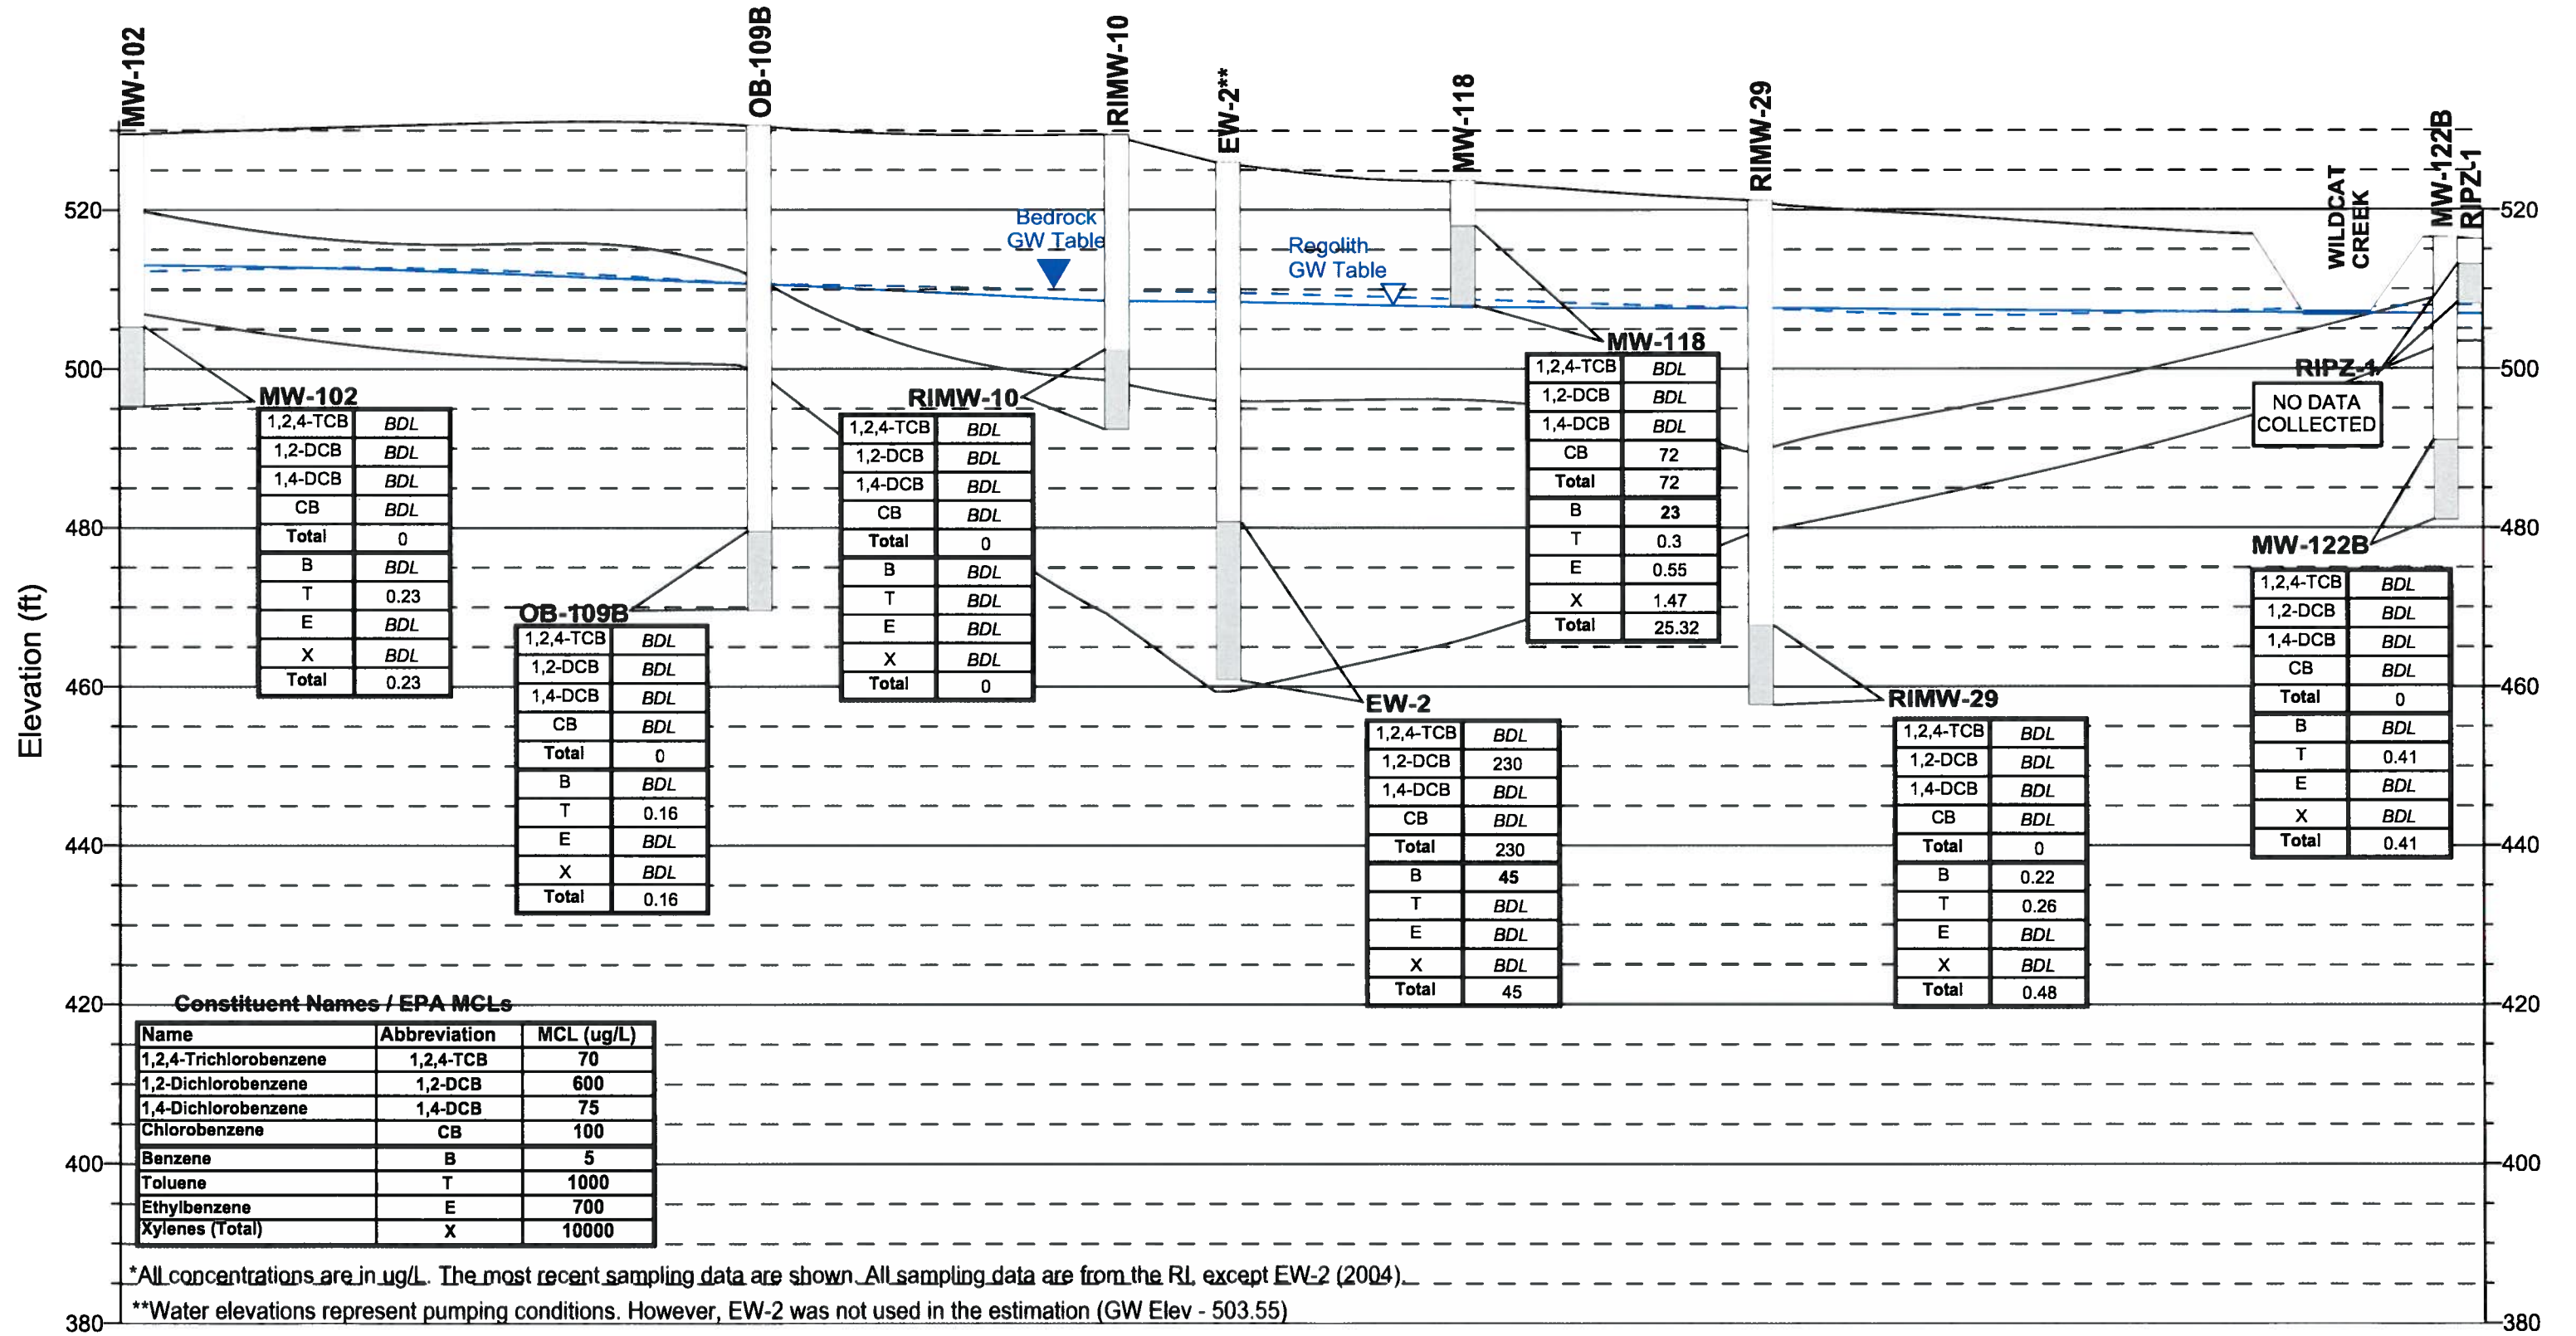 MW-102
OB-109B
RIMW-10
EW-2**
MW-118
RIMW-29
WILDCAT
CREEK
MW-122B
RIPZ-1
Elevation (ft)
520
500
480
460
440
420
400
380
520
500
480
460
440
420
400
380
Bedrock
GW Table
Regolith
GW Table
MW-102
1,2,4-TCB BDL
1,2-DCB BDL
1,4-DCB BDL
CB BDL
Total 0
B BDL
T 0.23
E BDL
X BDL
Total 0.23
OB-109B
1,2,4-TCB BDL
1,2-DCB BDL
1,4-DCB BDL
CB BDL
Total 0
B BDL
T 0.16
E BDL
X BDL
Total 0.16
RIMW-10
1,2,4-TCB BDL
1,2-DCB BDL
1,4-DCB BDL
CB BDL
Total 0
B BDL
T BDL
E BDL
X BDL
Total 0
EW-2
1,2,4-TCB BDL
1,2-DCB 230
1,4-DCB BDL
CB BDL
Total 230
B 45
T BDL
E BDL
X BDL
Total 45
MW-118
1,2,4-TCB BDL
1,2-DCB BDL
1,4-DCB BDL
CB 72
Total 72
B 23
T 0.3
E 0.55
X 1.47
Total 25.32
RIMW-29
1,2,4-TCB BDL
1,2-DCB BDL
1,4-DCB BDL
CB BDL
Total 0
B 0.22
T 0.26
E BDL
X BDL
Total 0.48
RIPZ-1
NO DATA
COLLECTED
MW-122B
1,2,4-TCB BDL
1,2-DCB BDL
1,4-DCB BDL
CB BDL
Total 0
B BDL
T 0.41
E BDL
X BDL
Total 0.41
Constituent Names / EPA MCLs
Name Abbreviation MCL (ug/L)
1,2,4-Trichlorobenzene 1,2,4-TCB 70
1,2-Dichlorobenzene 1,2-DCB 600
1,4-Dichlorobenzene 1,4-DCB 75
Chlorobenzene CB 100
Benzene B 5
Toluene T 1000
Ethylbenzene E 700
Xylenes (Total) X 10000
*All concentrations are in ug/L. The most recent sampling data are shown. All sampling data are from the RI, except EW-2 (2004).
**Water elevations represent pumping conditions. However, EW-2 was not used in the estimation (GW Elev - 503.55)